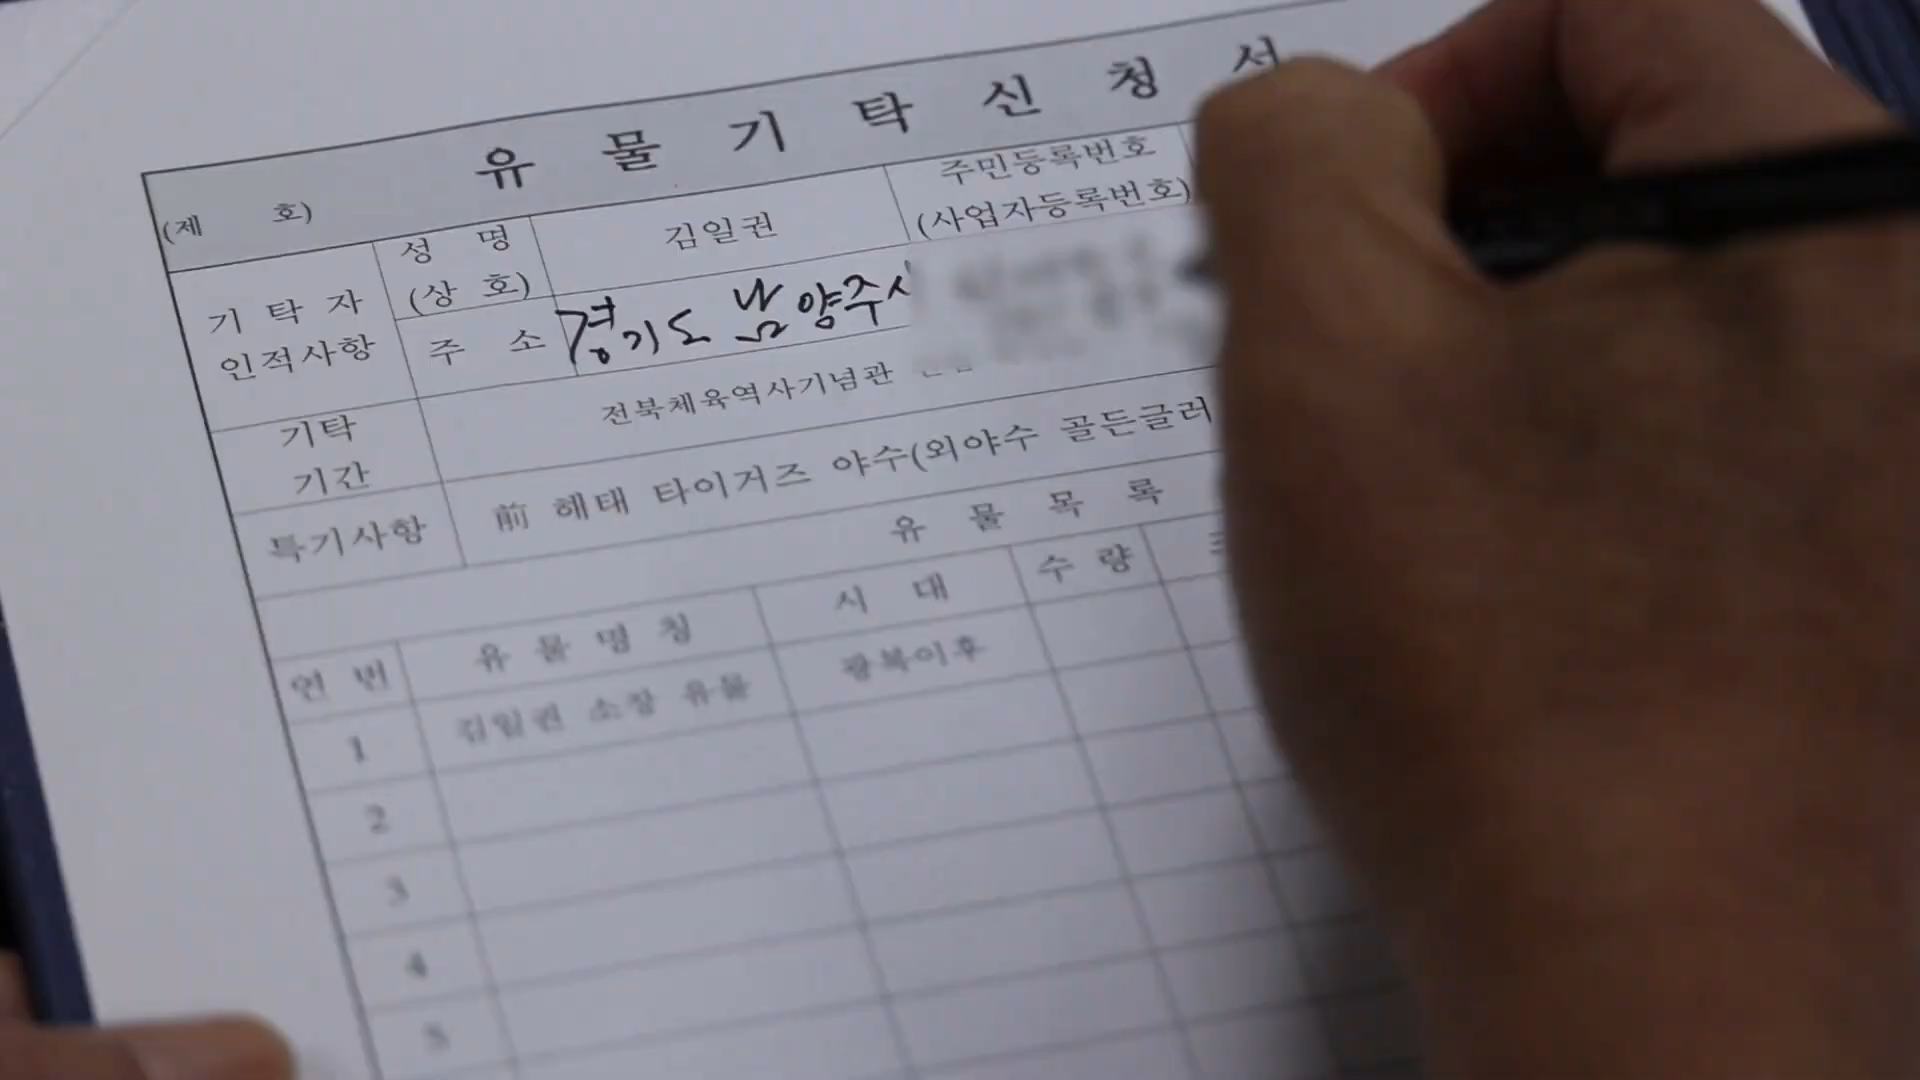 유 물 기 탁 신 청 서
(제 호)
기 탁 자
인적사항
성 명
(상 호)
김일권
주민등록번호
(사업자등록번호)
주 소
경기도 남양주시
기탁
기간
전북체육역사기념관
특기사항
前 해태 타이거즈 야수(외야수 골든글러
유 물 목 록
연 번
유 물 명 칭
시 대
수 량
1
김일권 소장 유물
광복이후
2
3
4
5